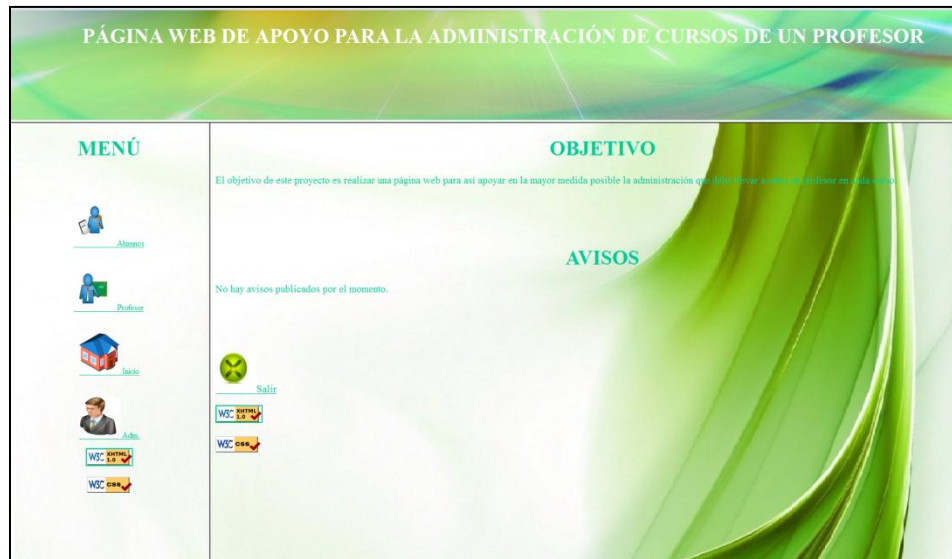 PÁGINA WEB DE APOYO PARA LA ADMINISTRACIÓN DE CURSOS DE UN PROFESOR
MENÚ
Alumnos
Profesor
Inicio
Adm.
W3C XHTML 1.0
W3C CSS
OBJETIVO
El objetivo de este proyecto es realizar una página web para así apoyar en la mayor medida posible la administración que debe llevar a cabo un profesor en cada curso.
AVISOS
No hay avisos publicados por el momento.
Salir
W3C XHTML 1.0
W3C CSS